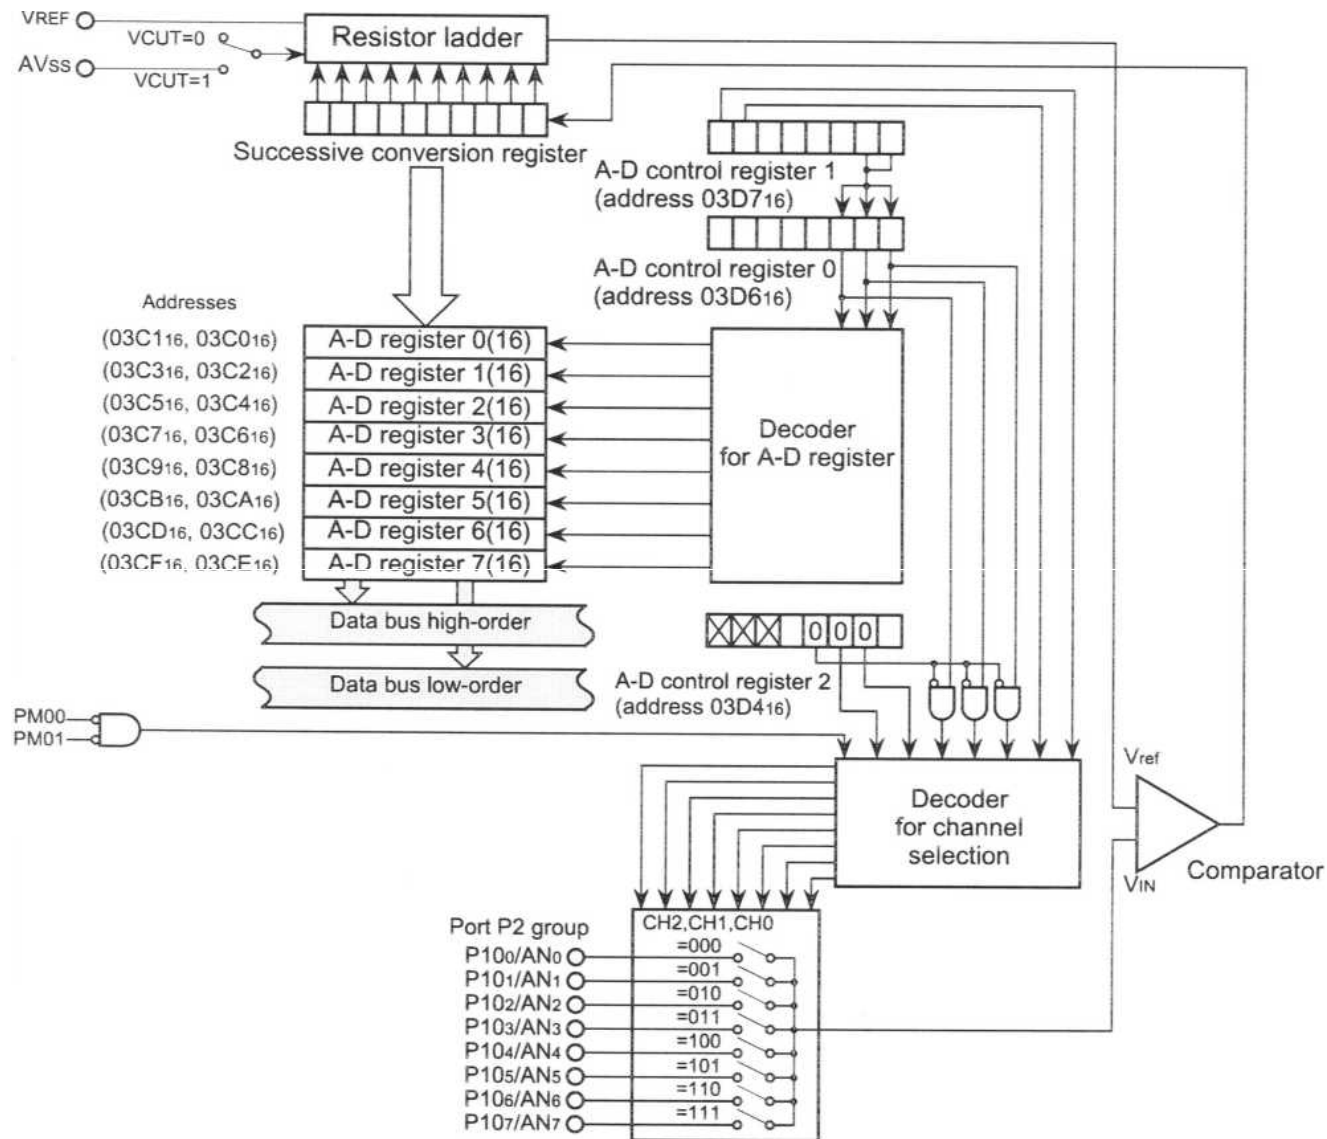 VREF
VCUT=0
Resistor ladder
AVSS
VCUT=1
Successive conversion register
A-D control register 1
(address 03D716)
A-D control register 0
(address 03D616)
Addresses
(03C116, 03C016) A-D register 0(16)
(03C316, 03C216) A-D register 1(16)
(03C516, 03C416) A-D register 2(16)
(03C716, 03C616) A-D register 3(16)
(03C916, 03C816) A-D register 4(16)
(03CB16, 03CA16) A-D register 5(16)
(03CD16, 03CC16) A-D register 6(16)
(03CF16, 03CE16) A-D register 7(16)
Decoder
for A-D register
Data bus high-order
Data bus low-order
0 0 0
A-D control register 2
(address 03D416)
PM00
PM01
Decoder
for channel
selection
Vref
VIN
Comparator
Port P2 group
CH2,CH1,CH0
P100/AN0 =000
P101/AN1 =001
P102/AN2 =010
P103/AN3 =011
P104/AN4 =100
P105/AN5 =101
P106/AN6 =110
P107/AN7 =111